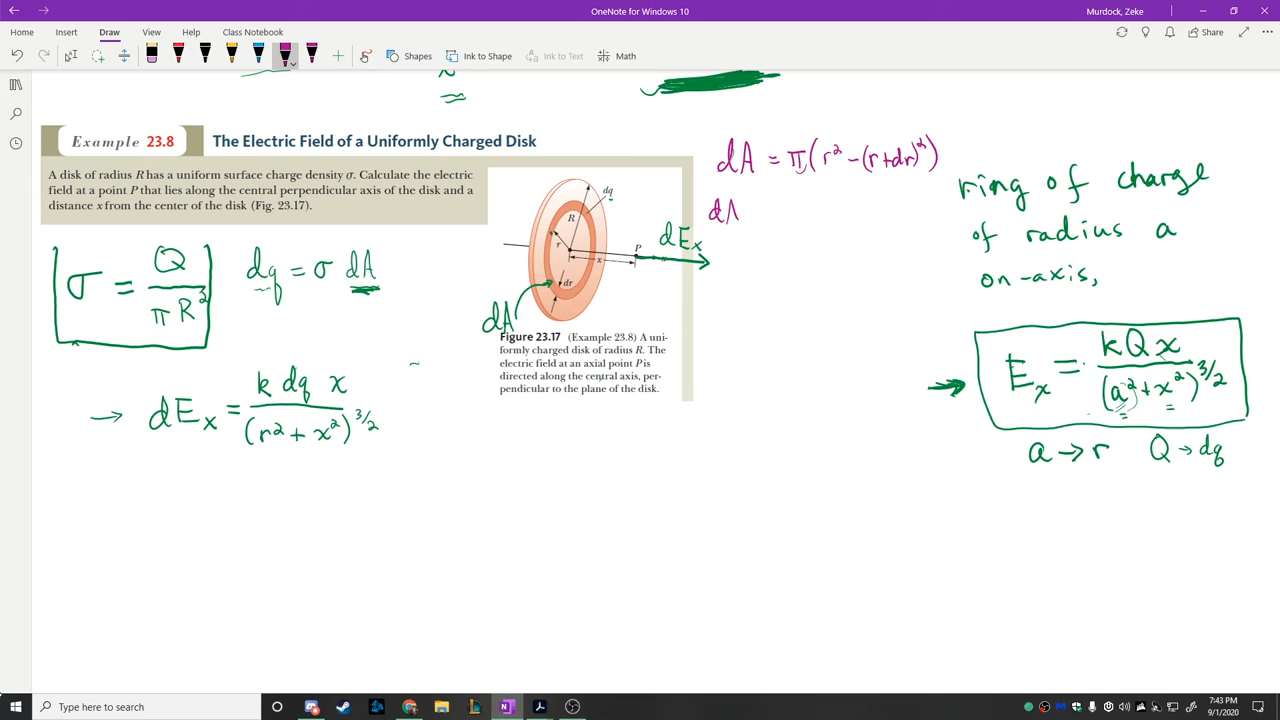 OneNote for Windows 10
Murdock, Zeke
Home Insert Draw View Help Class Notebook
Share
Shapes Ink to Shape Ink to Text Math
Example 23.8 The Electric Field of a Uniformly Charged Disk
A disk of radius R has a uniform surface charge density σ. Calculate the electric
field at a point P that lies along the central perpendicular axis of the disk and a
distance x from the center of the disk (Fig. 23.17).
dq
R
r
P
x
dr
dEx
dA
Figure 23.17 (Example 23.8) A uni-
formly charged disk of radius R. The
electric field at an axial point P is
directed along the central axis, per-
pendicular to the plane of the disk.
σ = Q / πR²
dq = σ dA
→ dEx = k dq x / (r² + x²)^3/2
dA = π(r² - (r+dr)²)
dA
ring of charge
of radius a
on-axis,
Ex = kQx / (a² + x²)^3/2
a → r Q → dq
Type here to search
7:43 PM
9/1/2020